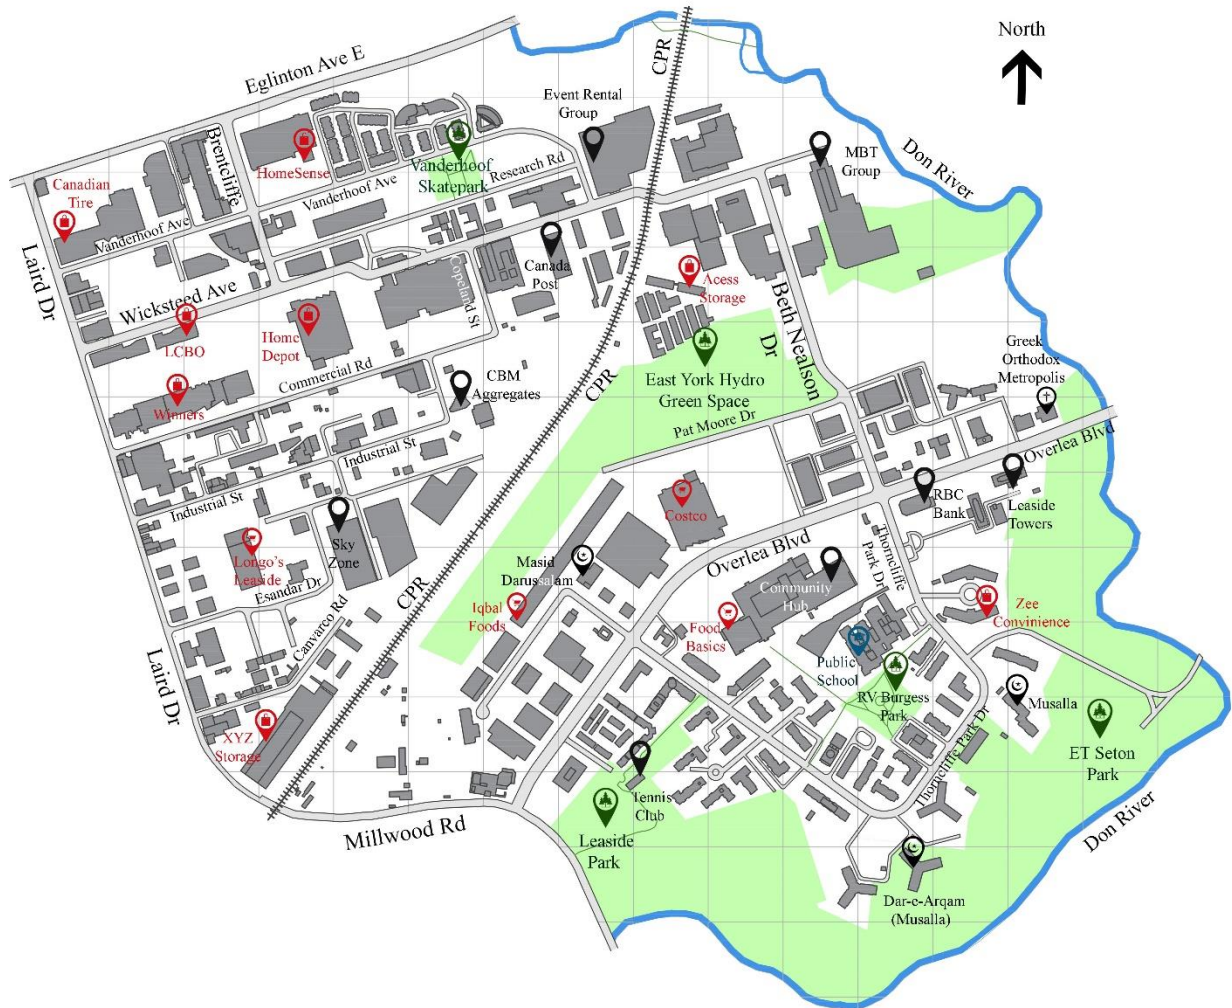 North
Eglinton Ave E
CPR
Event Rental
Group
Brentcliffe
HomeSense
Vanderhoof
Skatepark
Research Rd
MBT
Group
Don River
Canadian
Tire
Vanderhoof Ave
Vanderhoof Ave
Laird Dr
Wicksteed Ave
Copeland St
Canada
Post
Acess
Storage
Beth Nealson
Dr
LCBO
Home
Depot
Commercial Rd
CBM
Aggregates
CPR
East York Hydro
Green Space
Greek
Orthodox
Metropolis
Winners
Industrial St
Pat Moore Dr
Overlea Blvd
Industrial St
Costco
RBC
Bank
Leaside
Towers
Sky
Zone
Longo's
Leaside
Esandar Dr
CPR
Masid
Darussalam
Overlea Blvd
Community
Hub
Thorncliffe
Park Dr
Iqbal
Foods
Food
Basics
Zee
Convinience
Canvarco Rd
Public
School
RV Burgess
Park
Musalla
Laird Dr
XYZ
Storage
ET Seton
Park
Thorncliffe Park Dr
Tennis
Club
Millwood Rd
Leaside
Park
Don River
Dar-e-Arqam
(Musalla)